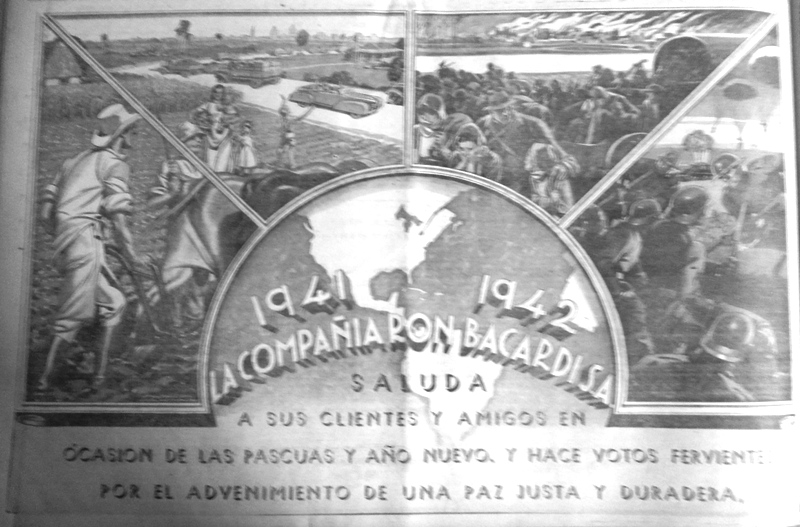 1941 1942
LA COMPAÑIA RON BACARDI SA
SALUDA
A SUS CLIENTES Y AMIGOS EN
OCASION DE LAS PASCUAS Y AÑO NUEVO, Y HACE VOTOS FERVIENTE
POR EL ADVENIMIENTO DE UNA PAZ JUSTA Y DURADERA.